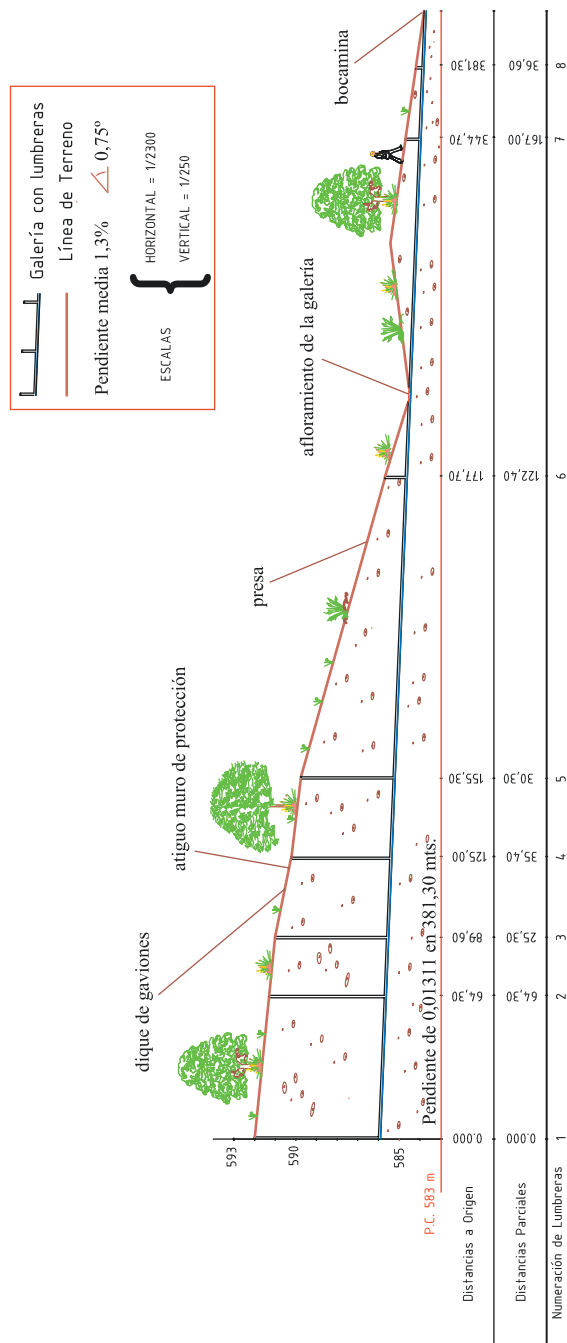 Galería con lumbreras
Línea de Terreno
Pendiente media 1,3% 0,75º
ESCALAS
HORIZONTAL = 1/2300
VERTICAL = 1/250
dique de gaviones
atiguo muro de protección
presa
afloramiento de la galería
bocamina
593
590
585
P.C. 583 m
Pendiente de 0,01311 en 381,30 mts.
Distancias a Origen 0.000 64,30 89,60 125,00 155,30 177,70 344,70 381,30
Distancias Parciales 0.000 64,30 25,30 35,40 30,30 122,40 167,00 36,60
Numeración de Lumbreras 1 2 3 4 5 6 7 8